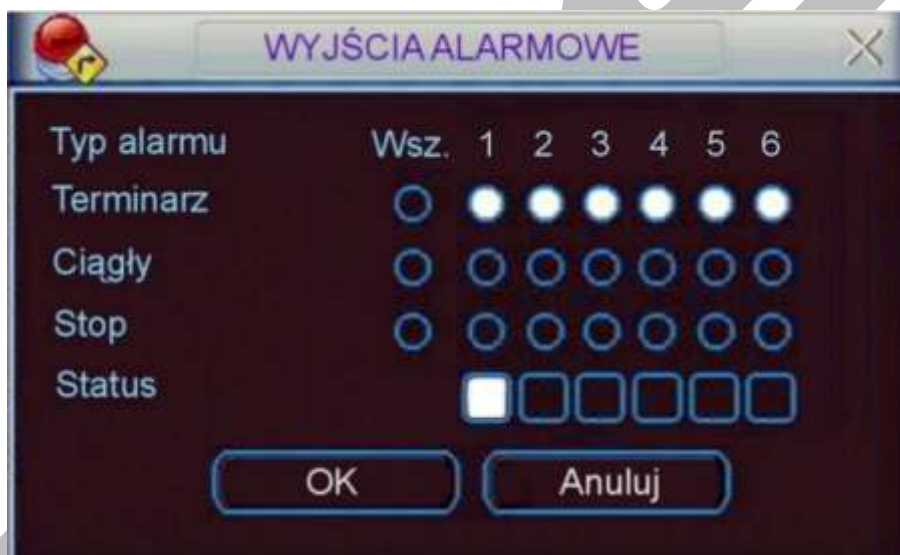 WYJŚCIA ALARMOWE
Typ alarmu Wsz. 1 2 3 4 5 6
Terminarz
Ciągły
Stop
Status
OK Anuluj